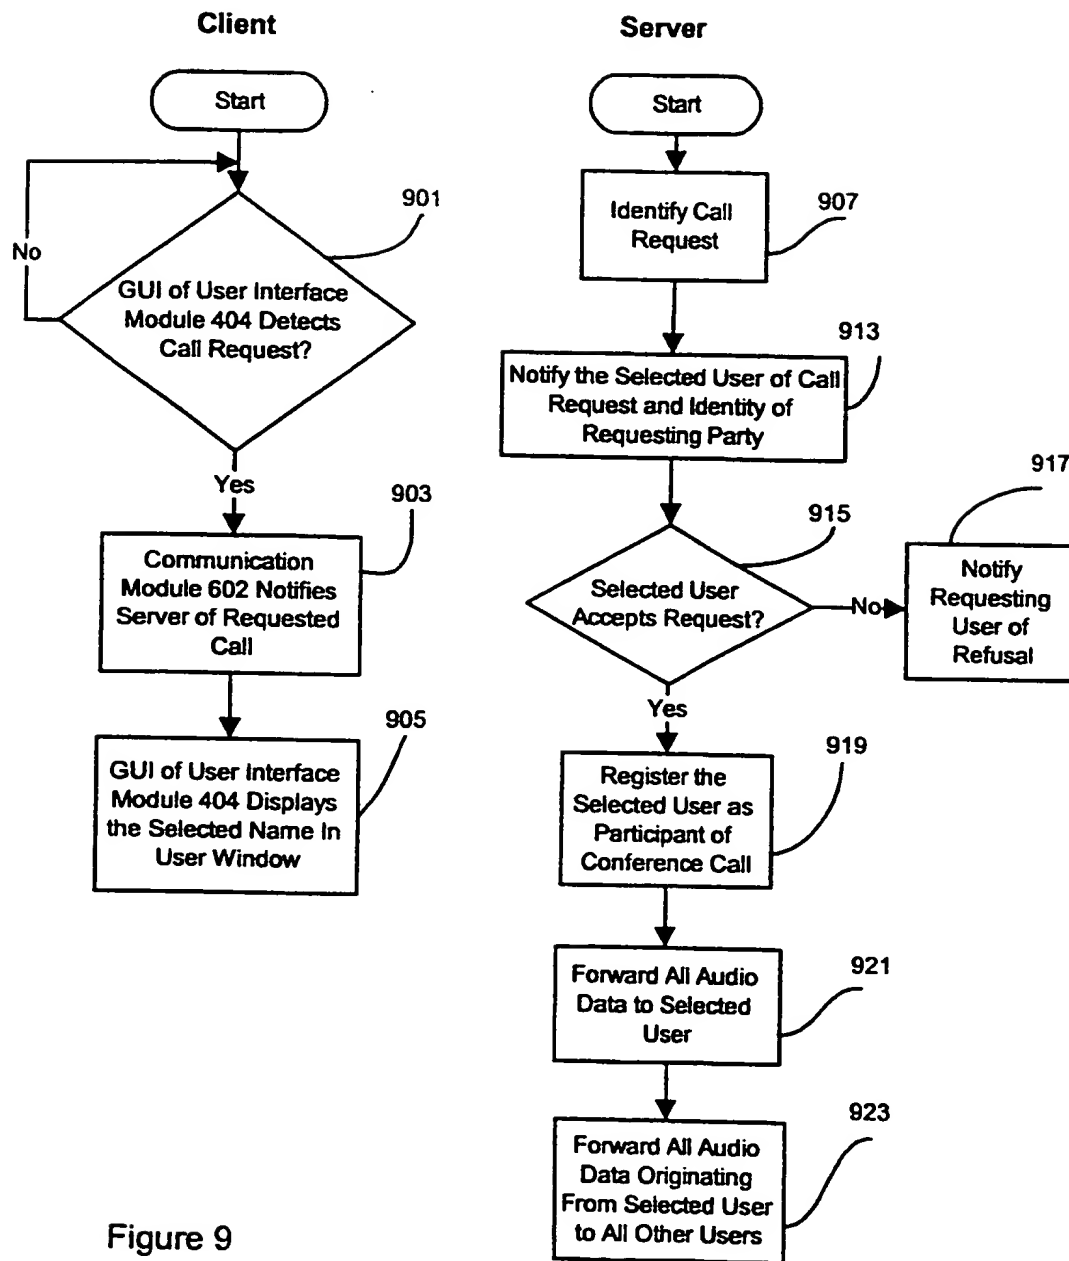 Client
Start
901
No
GUI of User Interface
Module 404 Detects
Call Request?
Yes
903
Communication
Module 602 Notifies
Server of Requested
Call
905
GUI of User Interface
Module 404 Displays
the Selected Name In
User Window
Server
Start
907
Identify Call
Request
913
Notify the Selected User of Call
Request and Identity of
Requesting Party
915
Selected User
Accepts Request?
No
917
Notify
Requesting
User of
Refusal
Yes
919
Register the
Selected User as
Participant of
Conference Call
921
Forward All Audio
Data to Selected
User
923
Forward All Audio
Data Originating
From Selected User
to All Other Users
Figure 9